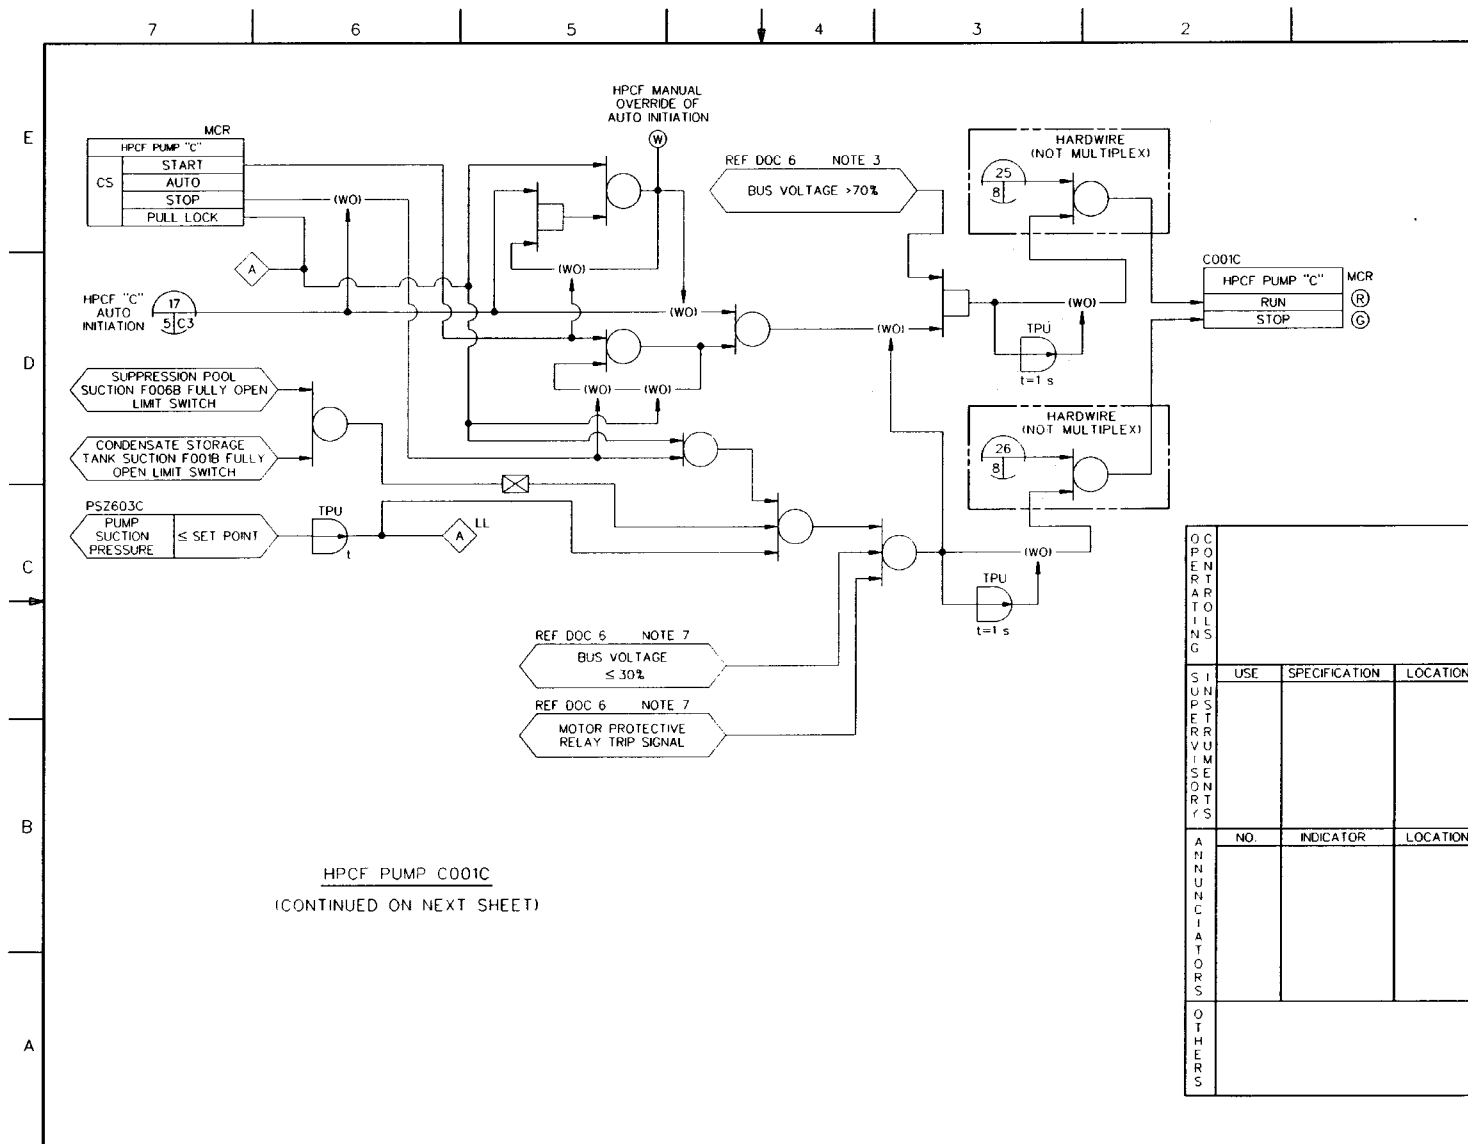 7 6 5 4 3 2
E
D
C
B
A
HPCF MANUAL
OVERRIDE OF
AUTO INITIATION
W
MCR
HPCF PUMP "C"
CS
START
AUTO
STOP
PULL LOCK
(WO)
A
HPCF "C"
AUTO
INITIATION
17
5 C3
(WO)
(WO)
(WO) (WO)
REF DOC 6 NOTE 3
BUS VOLTAGE >70%
(WO)
HARDWIRE
(NOT MULTIPLEX)
25
8
(WO)
TPU
t=1 s
C001C
HPCF PUMP "C"
MCR
RUN
R
STOP
G
SUPPRESSION POOL
SUCTION F006B FULLY OPEN
LIMIT SWITCH
CONDENSATE STORAGE
TANK SUCTION F001B FULLY
OPEN LIMIT SWITCH
PSZ603C
PUMP
SUCTION
PRESSURE
≤ SET POINT
TPU
t
A
LL
HARDWIRE
(NOT MULTIPLEX)
26
8
(WO)
TPU
t=1 s
REF DOC 6 NOTE 7
BUS VOLTAGE
≤ 30%
REF DOC 6 NOTE 7
MOTOR PROTECTIVE
RELAY TRIP SIGNAL
HPCF PUMP C001C
(CONTINUED ON NEXT SHEET)
OPERATING
CONTROLS
SUPERVISORY
INSTRUMENTS
USE SPECIFICATION LOCATION
ANNUNCIATORS
NO. INDICATOR LOCATION
OTHERS